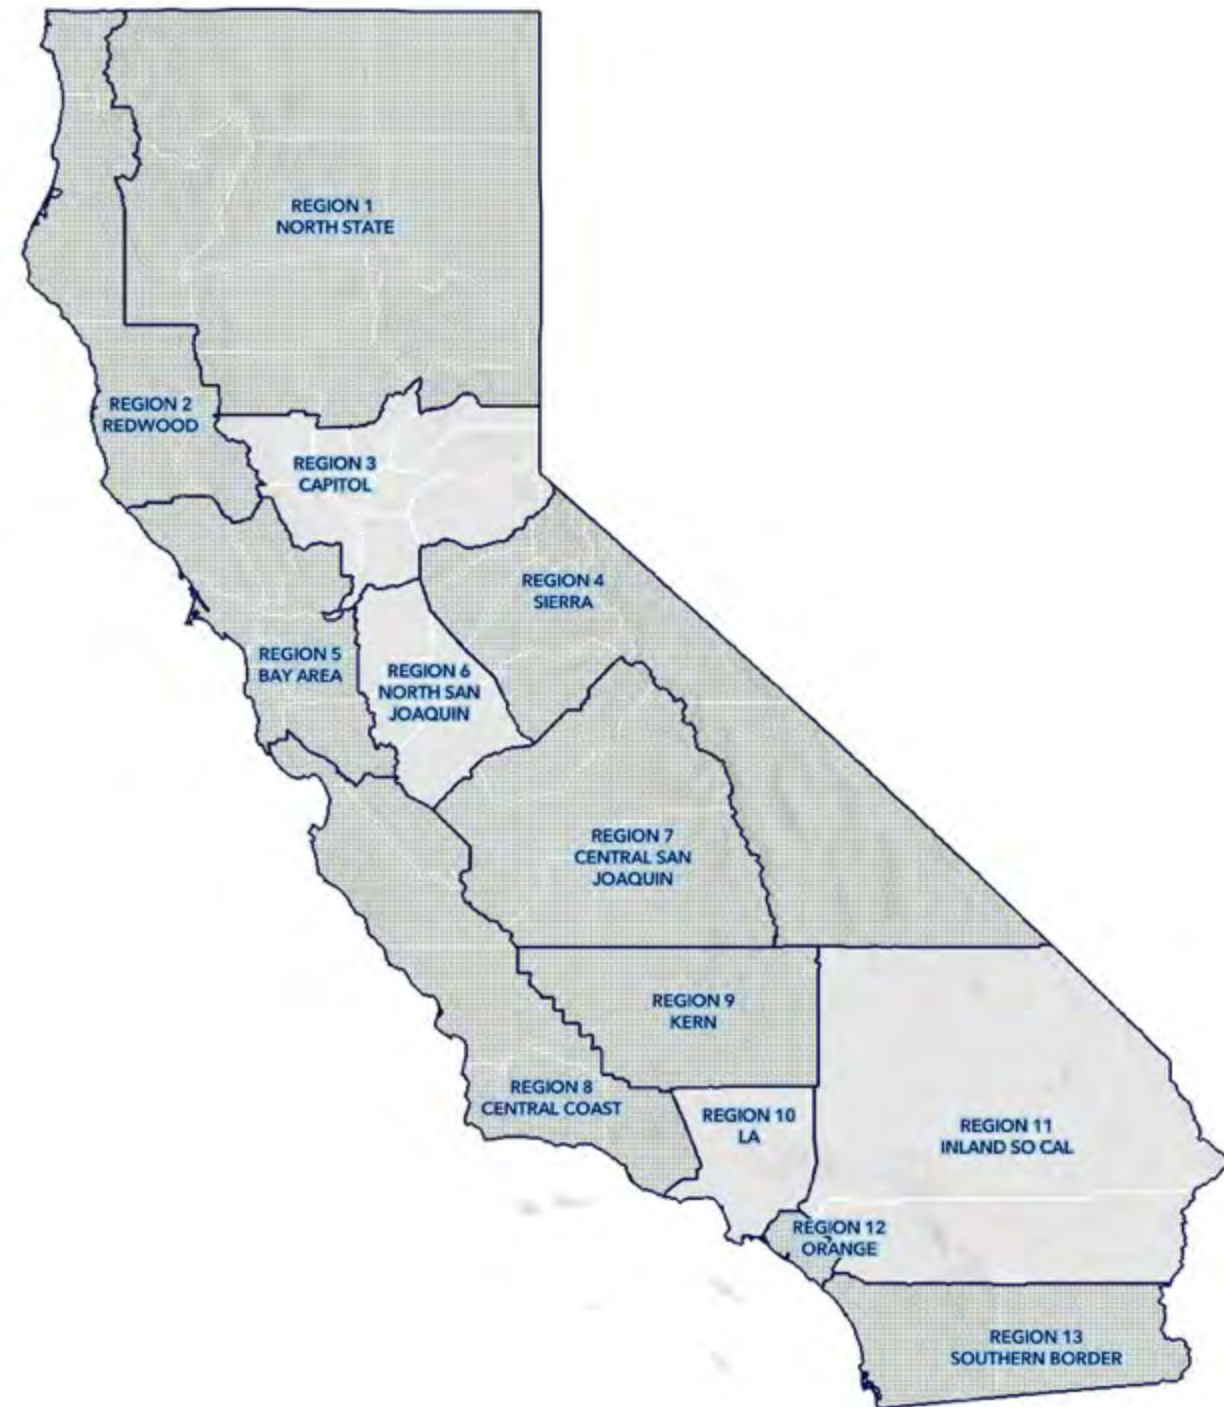 REGION 1
NORTH STATE
REGION 2
REDWOOD
REGION 3
CAPITOL
REGION 4
SIERRA
REGION 5
BAY AREA
REGION 6
NORTH SAN
JOAQUIN
REGION 7
CENTRAL SAN
JOAQUIN
REGION 8
CENTRAL COAST
REGION 9
KERN
REGION 10
LA
REGION 11
INLAND SO CAL
REGION 12
ORANGE
REGION 13
SOUTHERN BORDER